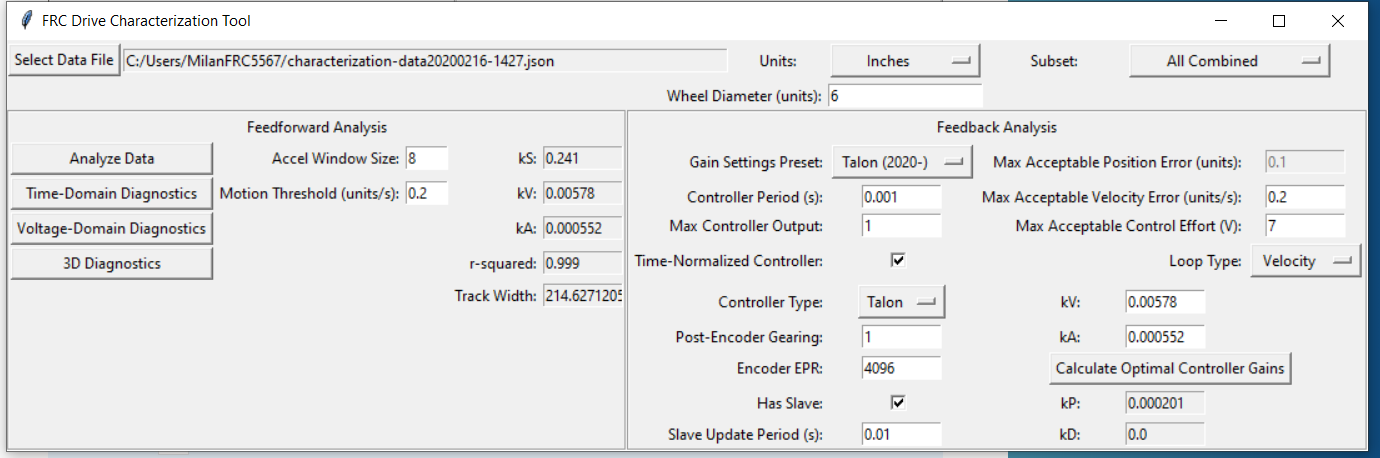 FRC Drive Characterization Tool
Select Data File C:/Users/MilanFRC5567/characterization-data20200216-1427.json Units: Inches Subset: All Combined
Wheel Diameter (units): 6
Feedforward Analysis
Analyze Data Accel Window Size: 8 kS: 0.241
Time-Domain Diagnostics Motion Threshold (units/s): 0.2 kV: 0.00578
Voltage-Domain Diagnostics kA: 0.000552
3D Diagnostics r-squared: 0.999
Track Width: 214.6271205
Feedback Analysis
Gain Settings Preset: Talon (2020-) Max Acceptable Position Error (units): 0.1
Controller Period (s): 0.001 Max Acceptable Velocity Error (units/s): 0.2
Max Controller Output: 1 Max Acceptable Control Effort (V): 7
Time-Normalized Controller: Loop Type: Velocity
Controller Type: Talon kV: 0.00578
Post-Encoder Gearing: 1 kA: 0.000552
Encoder EPR: 4096 Calculate Optimal Controller Gains
Has Slave: kP: 0.000201
Slave Update Period (s): 0.01 kD: 0.0